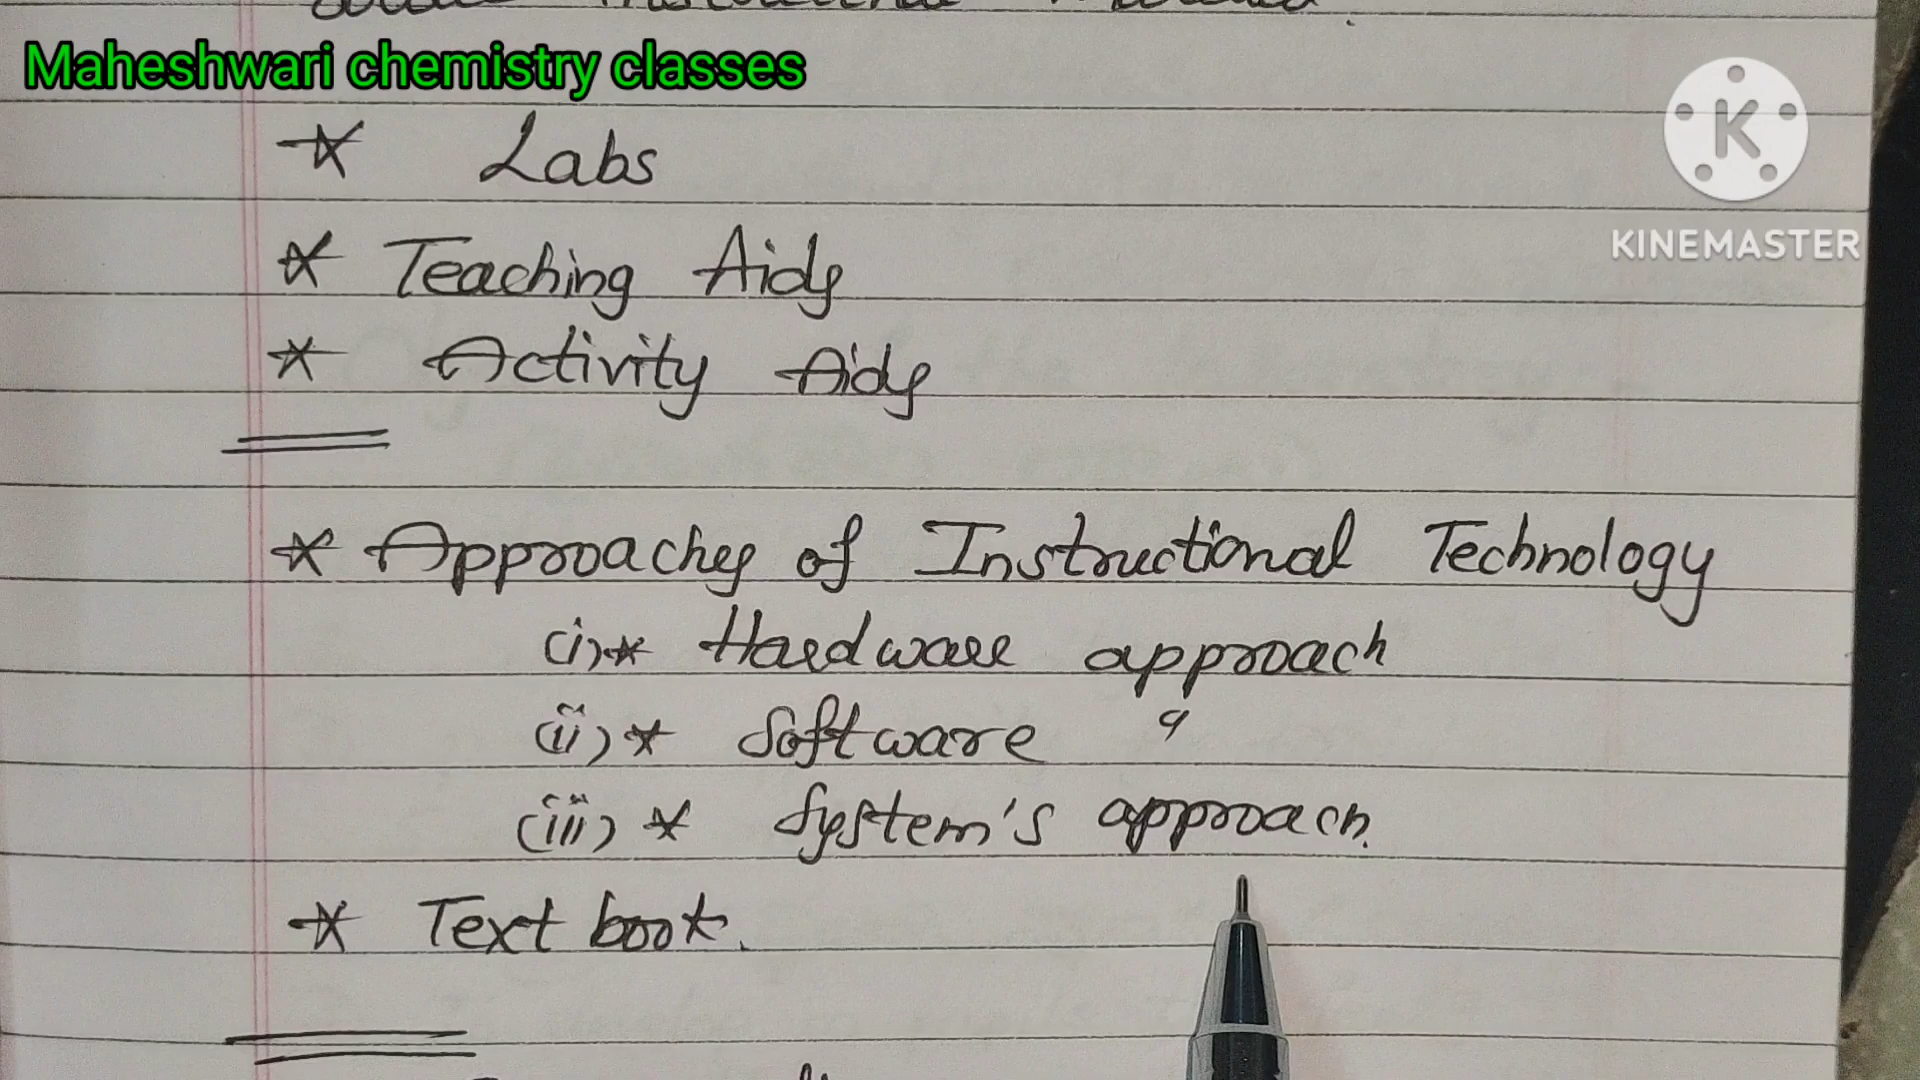 Maheshwari chemistry classes
* Labs
KINEMASTER
* Teaching Aids
* Activity Aids
* Approaches of Instructional Technology
(i)* Hardware approach
(ii)* Software "
(iii)* System's approach.
* Text book.